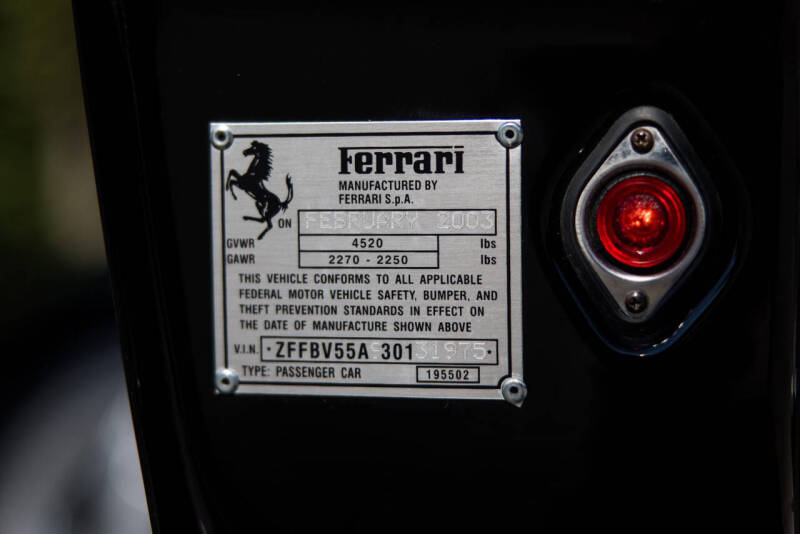 Ferrari
MANUFACTURED BY
FERRARI S.p.A.
ON FEBRUARY 2003
GVWR 4520 lbs
GAWR 2270 - 2250 lbs
THIS VEHICLE CONFORMS TO ALL APPLICABLE
FEDERAL MOTOR VEHICLE SAFETY, BUMPER, AND
THEFT PREVENTION STANDARDS IN EFFECT ON
THE DATE OF MANUFACTURE SHOWN ABOVE
V.I.N. ·ZFFBV55A 30131975·
TYPE: PASSENGER CAR 195502